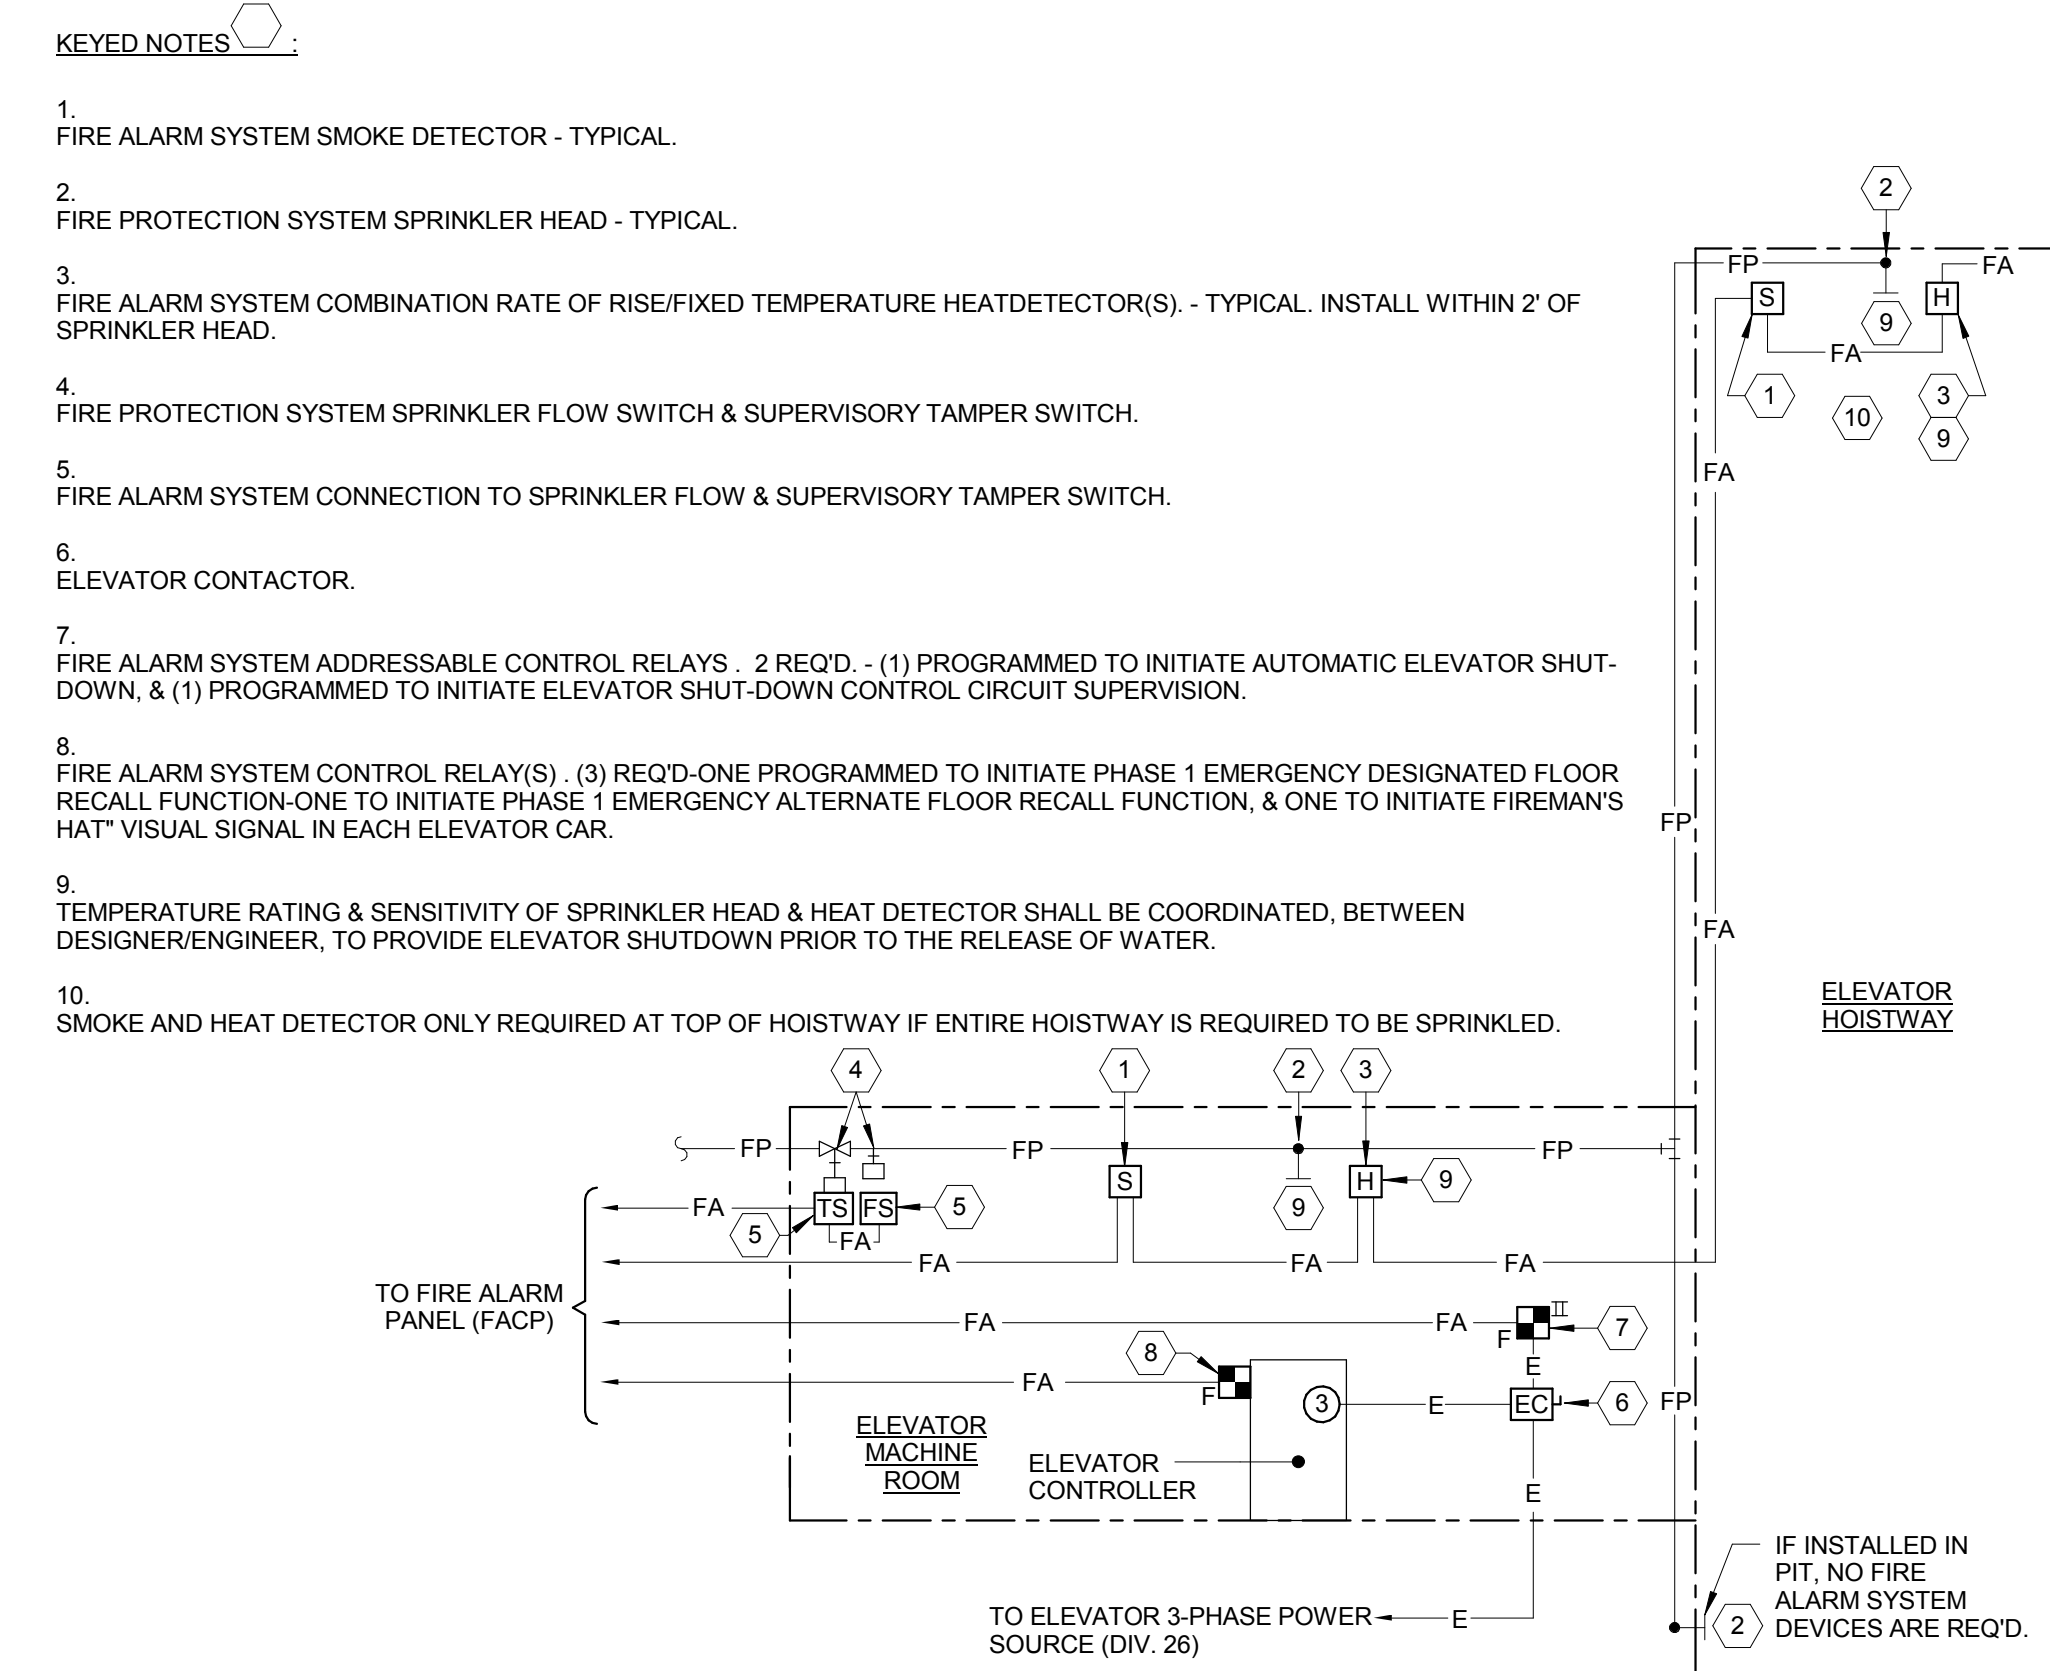 KEYED NOTES :
1.
FIRE ALARM SYSTEM SMOKE DETECTOR - TYPICAL.
2.
FIRE PROTECTION SYSTEM SPRINKLER HEAD - TYPICAL.
3.
FIRE ALARM SYSTEM COMBINATION RATE OF RISE/FIXED TEMPERATURE HEATDETECTOR(S). - TYPICAL. INSTALL WITHIN 2' OF
SPRINKLER HEAD.
4.
FIRE PROTECTION SYSTEM SPRINKLER FLOW SWITCH & SUPERVISORY TAMPER SWITCH.
5.
FIRE ALARM SYSTEM CONNECTION TO SPRINKLER FLOW & SUPERVISORY TAMPER SWITCH.
6.
ELEVATOR CONTACTOR.
7.
FIRE ALARM SYSTEM ADDRESSABLE CONTROL RELAYS . 2 REQ'D. - (1) PROGRAMMED TO INITIATE AUTOMATIC ELEVATOR SHUT-
DOWN, & (1) PROGRAMMED TO INITIATE ELEVATOR SHUT-DOWN CONTROL CIRCUIT SUPERVISION.
8.
FIRE ALARM SYSTEM CONTROL RELAY(S) . (3) REQ'D-ONE PROGRAMMED TO INITIATE PHASE 1 EMERGENCY DESIGNATED FLOOR
RECALL FUNCTION-ONE TO INITIATE PHASE 1 EMERGENCY ALTERNATE FLOOR RECALL FUNCTION, & ONE TO INITIATE FIREMAN'S
HAT" VISUAL SIGNAL IN EACH ELEVATOR CAR.
9.
TEMPERATURE RATING & SENSITIVITY OF SPRINKLER HEAD & HEAT DETECTOR SHALL BE COORDINATED, BETWEEN
DESIGNER/ENGINEER, TO PROVIDE ELEVATOR SHUTDOWN PRIOR TO THE RELEASE OF WATER.
10.
SMOKE AND HEAT DETECTOR ONLY REQUIRED AT TOP OF HOISTWAY IF ENTIRE HOISTWAY IS REQUIRED TO BE SPRINKLED.
2
FP
FA
S
H
9
FA
1
10
3
9
FA
FP
FA
ELEVATOR
HOISTWAY
4
1
2
3
FP
FP
FP
S
H
9
9
FA
TS
FS
5
5
FA
FA
FA
FA
TO FIRE ALARM
PANEL (FACP)
FA
FA
II
F
7
8
E
FA
F
3
E
EC
6
FP
ELEVATOR
MACHINE
ROOM
ELEVATOR
CONTROLLER
E
IF INSTALLED IN
PIT, NO FIRE
ALARM SYSTEM
DEVICES ARE REQ'D.
2
TO ELEVATOR 3-PHASE POWER
SOURCE (DIV. 26)
E